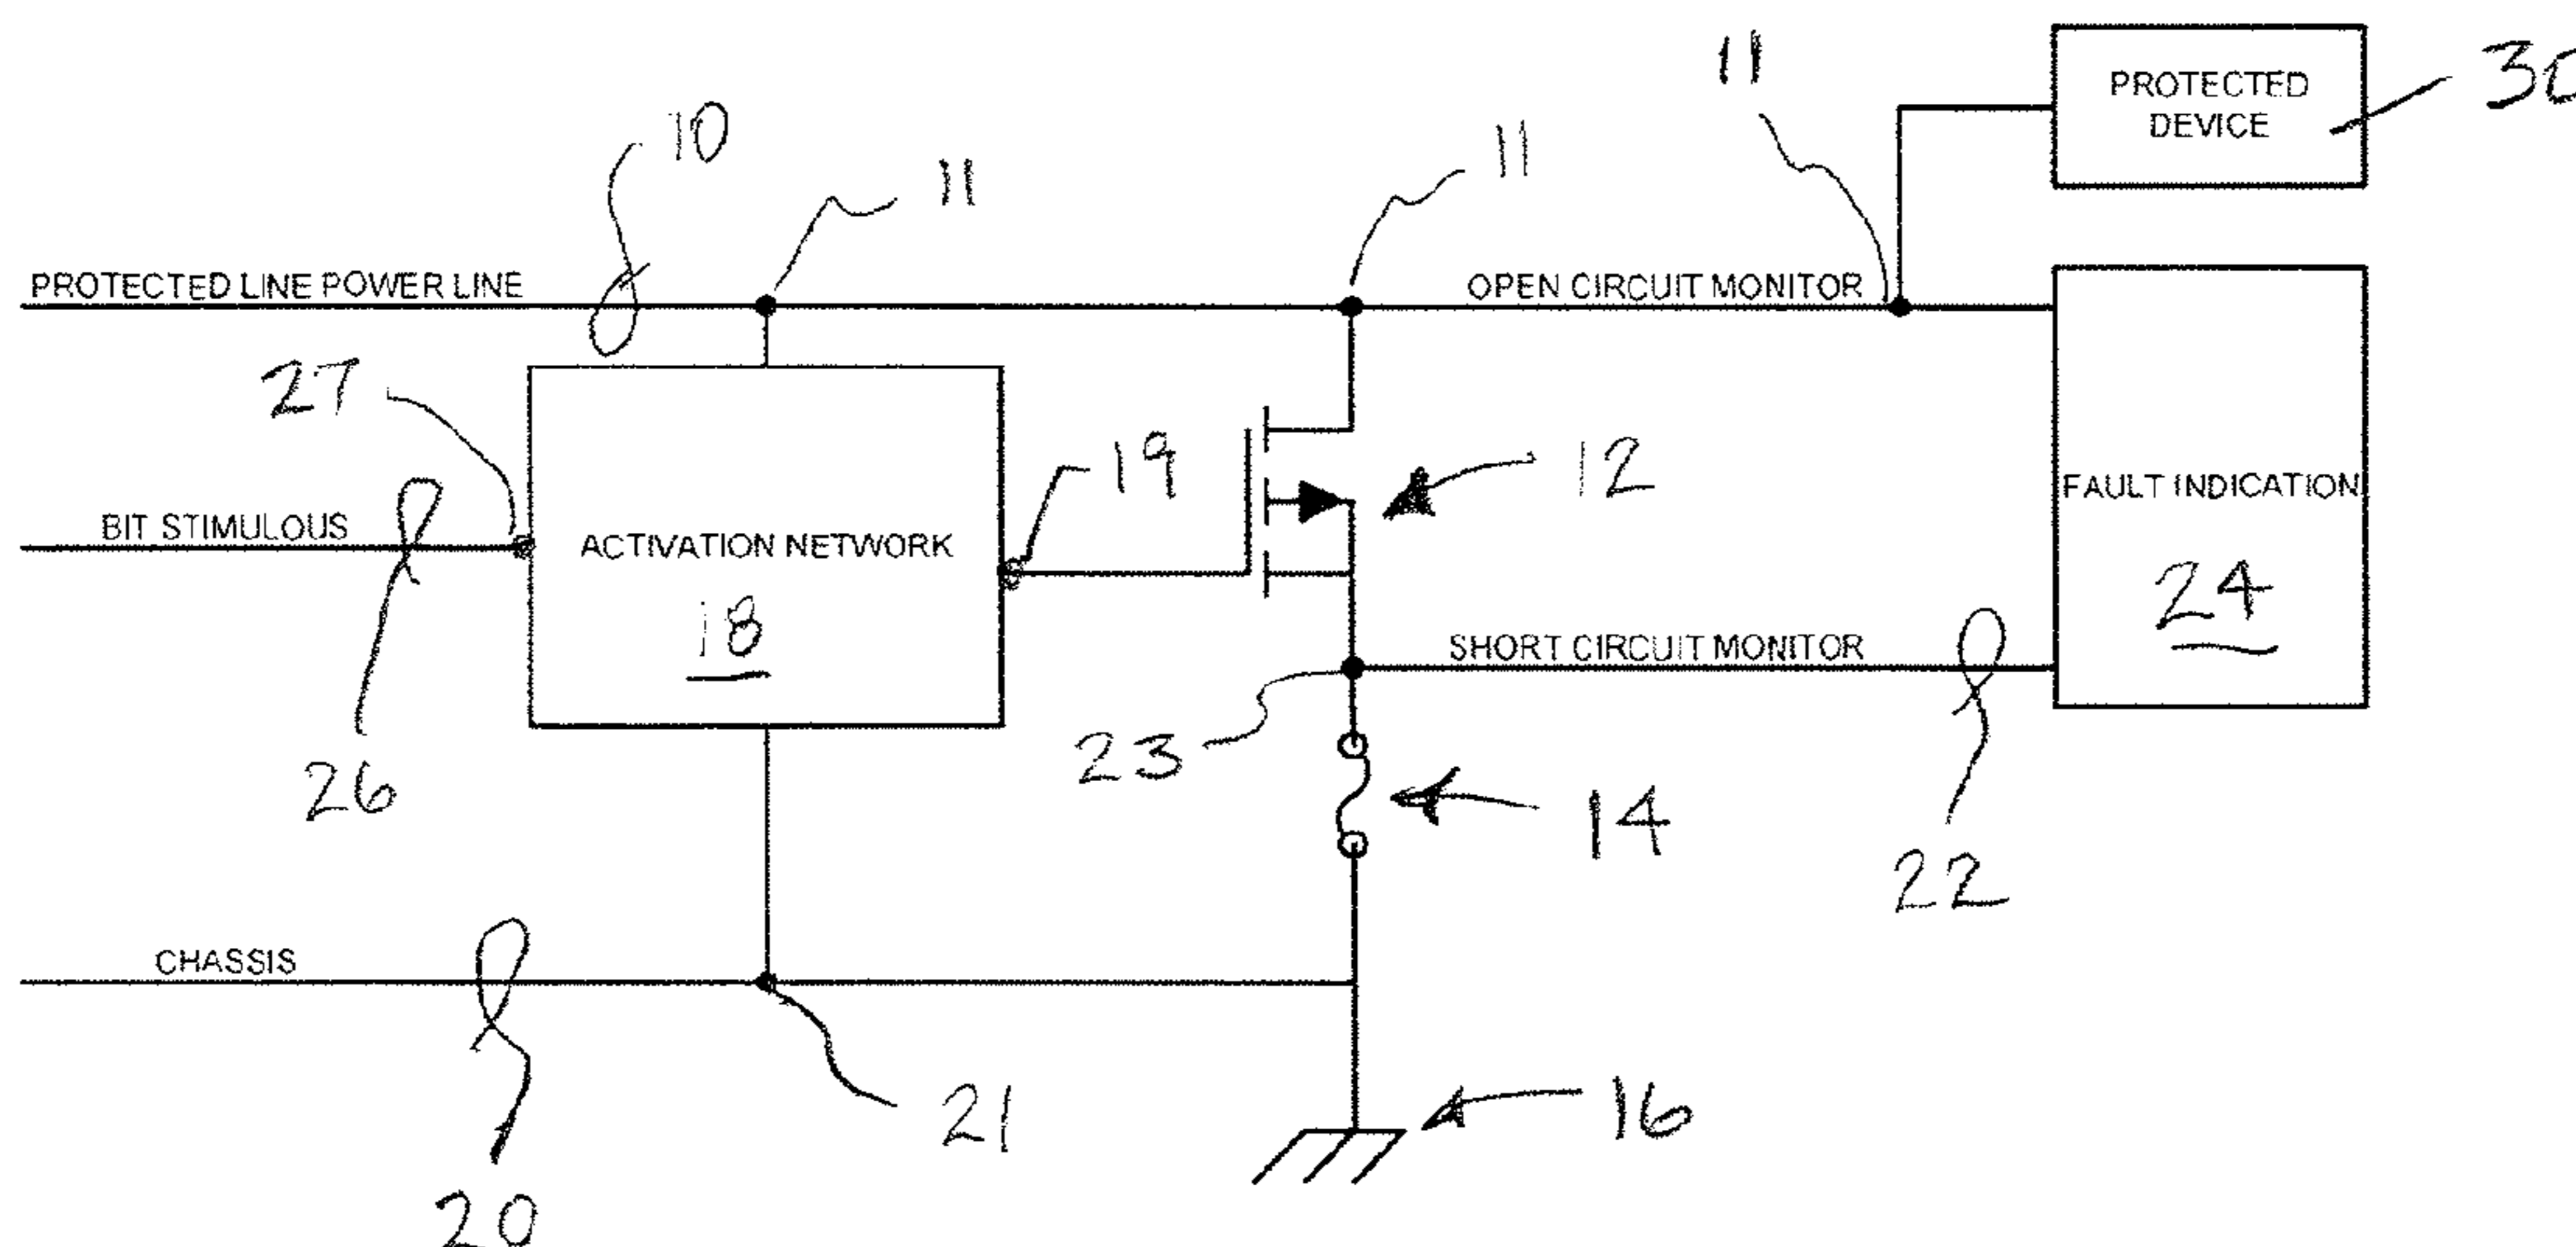 PROTECTED
DEVICE
30
11
10
11
11
PROTECTED LINE POWER LINE
OPEN CIRCUIT MONITOR
27
19
12
BIT STIMULOUS
ACTIVATION NETWORK
18
FAULT INDICATION
24
SHORT CIRCUIT MONITOR
23
26
14
22
CHASSIS
21
16
20